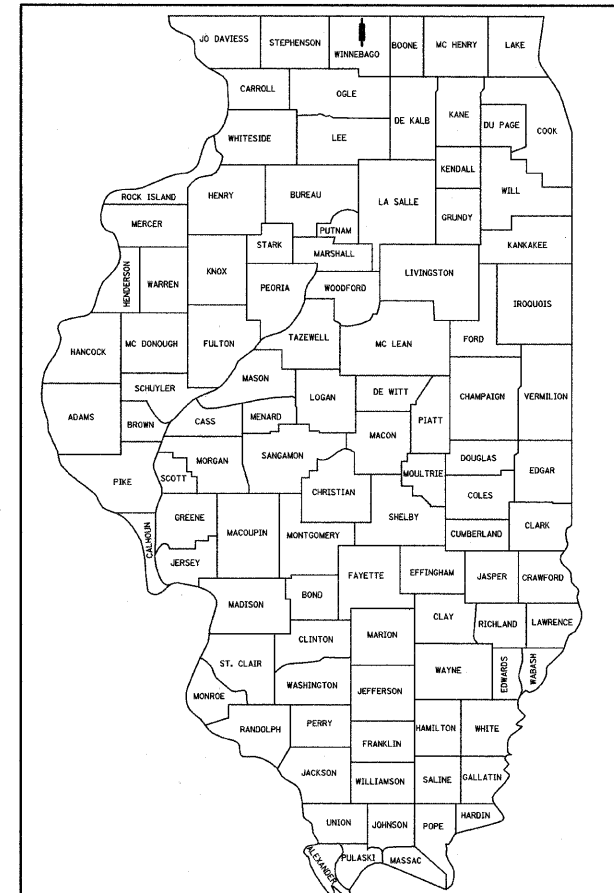 JO DAVIESS
STEPHENSON
WINNEBAGO
BOONE
MC HENRY
LAKE
CARROLL
OGLE
DE KALB
KANE
DU PAGE
COOK
WHITESIDE
LEE
KENDALL
WILL
ROCK ISLAND
HENRY
BUREAU
LA SALLE
GRUNDY
MERCER
PUTNAM
KANKAKEE
STARK
MARSHALL
HENDERSON
WARREN
KNOX
PEORIA
WOODFORD
LIVINGSTON
IROQUOIS
HANCOCK
MC DONOUGH
FULTON
TAZEWELL
MC LEAN
FORD
MASON
SCHUYLER
LOGAN
DE WITT
CHAMPAIGN
VERMILION
ADAMS
BROWN
CASS
MENARD
MACON
PIATT
MORGAN
SANGAMON
DOUGLAS
EDGAR
PIKE
SCOTT
CHRISTIAN
MOULTRIE
COLES
GREENE
MACOUPIN
SHELBY
CALHOUN
MONTGOMERY
CUMBERLAND
CLARK
JERSEY
FAYETTE
EFFINGHAM
JASPER
CRAWFORD
MADISON
BOND
CLAY
RICHLAND
LAWRENCE
CLINTON
MARION
ST. CLAIR
WAYNE
EDWARDS
WABASH
WASHINGTON
JEFFERSON
MONROE
RANDOLPH
PERRY
HAMILTON
WHITE
FRANKLIN
JACKSON
WILLIAMSON
SALINE
GALLATIN
UNION
JOHNSON
POPE
HARDIN
ALEXANDER
PULASKI
MASSAC